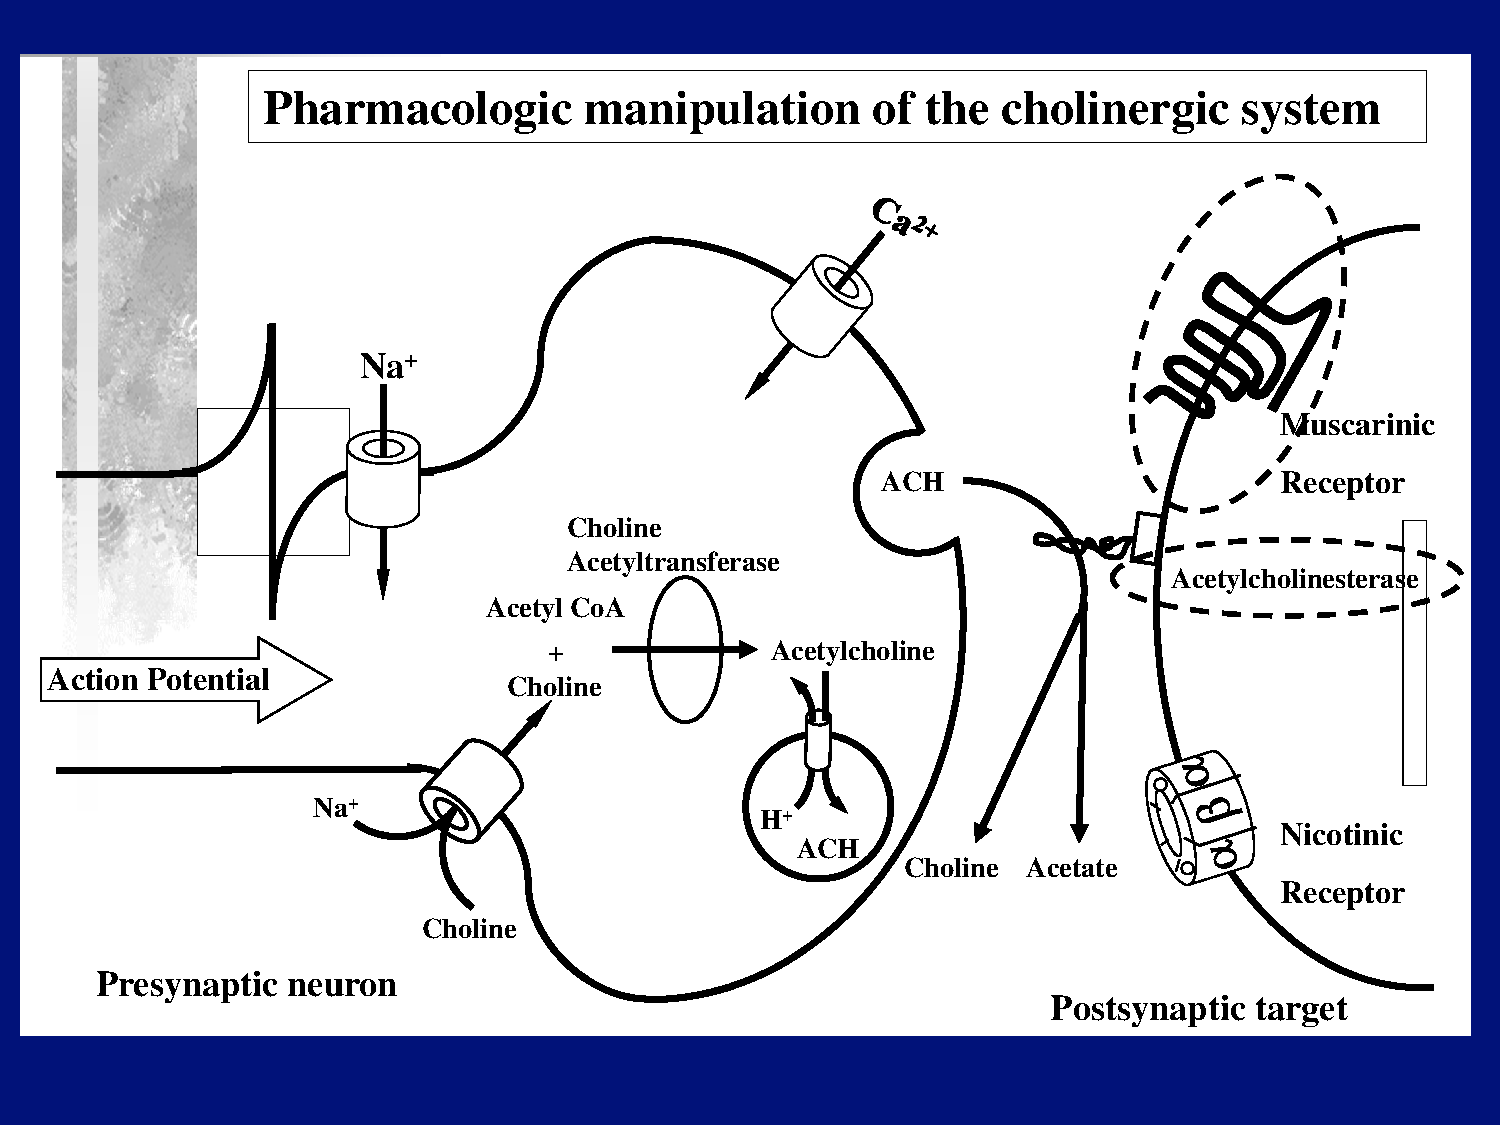 Pharmacologic manipulation of the cholinergic system
Ca²⁺
Na⁺
Muscarinic
Receptor
ACH
Choline
Acetyltransferase
Acetylcholinesterase
Acetyl CoA
+
Choline
Acetylcholine
Action Potential
Na⁺
H⁺
ACH
Choline
Choline
Acetate
α
β
α
Nicotinic
Receptor
Presynaptic neuron
Postsynaptic target